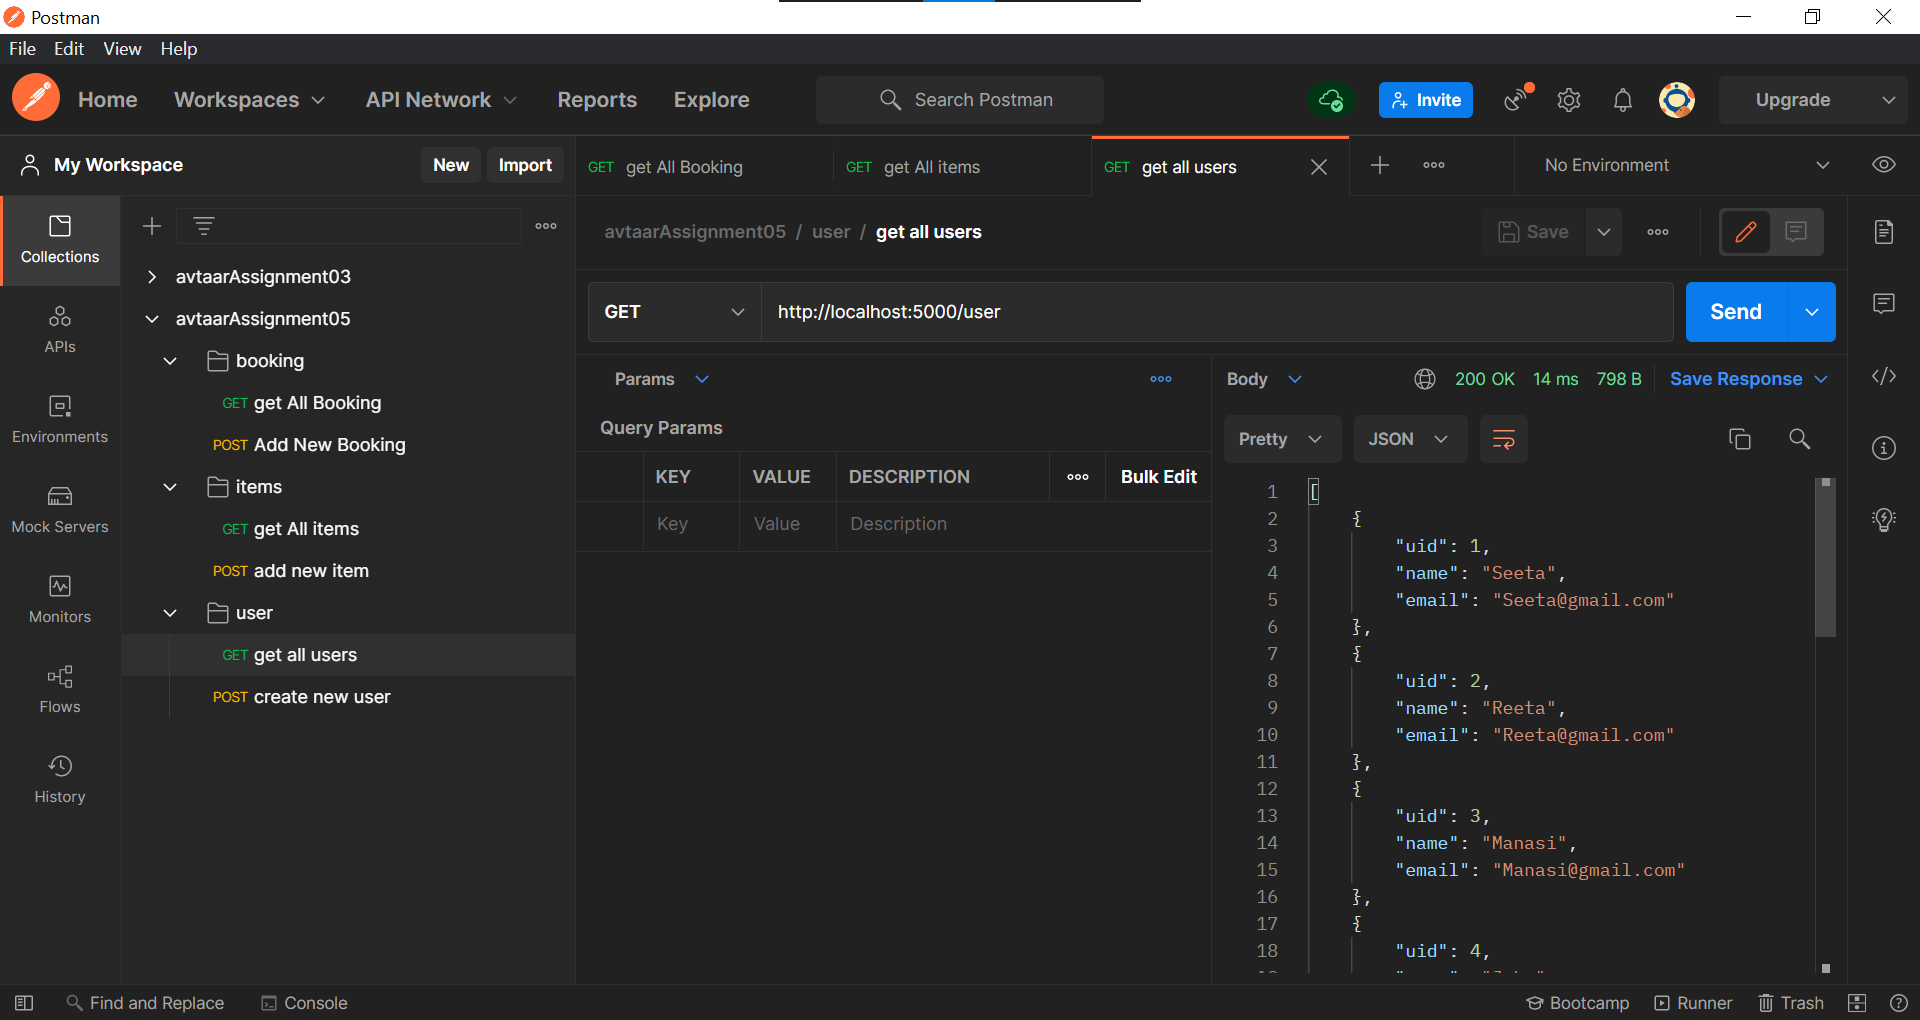 Postman
File Edit View Help
Home Workspaces API Network Reports Explore Search Postman Invite Upgrade
My Workspace New Import
GET get All Booking GET get All items GET get all users No Environment
Collections
APIs
Environments
Mock Servers
Monitors
Flows
History
avtaarAssignment03
avtaarAssignment05
booking
GET get All Booking
POST Add New Booking
items
GET get All items
POST add new item
user
GET get all users
POST create new user
avtaarAssignment05 / user / get all users Save
GET http://localhost:5000/user Send
Params
Query Params
KEY VALUE DESCRIPTION Bulk Edit
Key Value Description
Body 200 OK 14 ms 798 B Save Response
Pretty JSON
1 [
2 {
3 "uid": 1,
4 "name": "Seeta",
5 "email": "Seeta@gmail.com"
6 },
7 {
8 "uid": 2,
9 "name": "Reeta",
10 "email": "Reeta@gmail.com"
11 },
12 {
13 "uid": 3,
14 "name": "Manasi",
15 "email": "Manasi@gmail.com"
16 },
17 {
18 "uid": 4,
Find and Replace Console Bootcamp Runner Trash